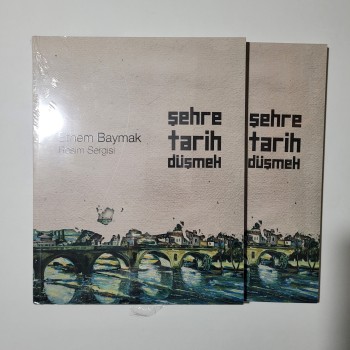 Ethem Baymak
Resim Sergisi
şehre
tarih
düşmek
şehre
tarih
düşmek